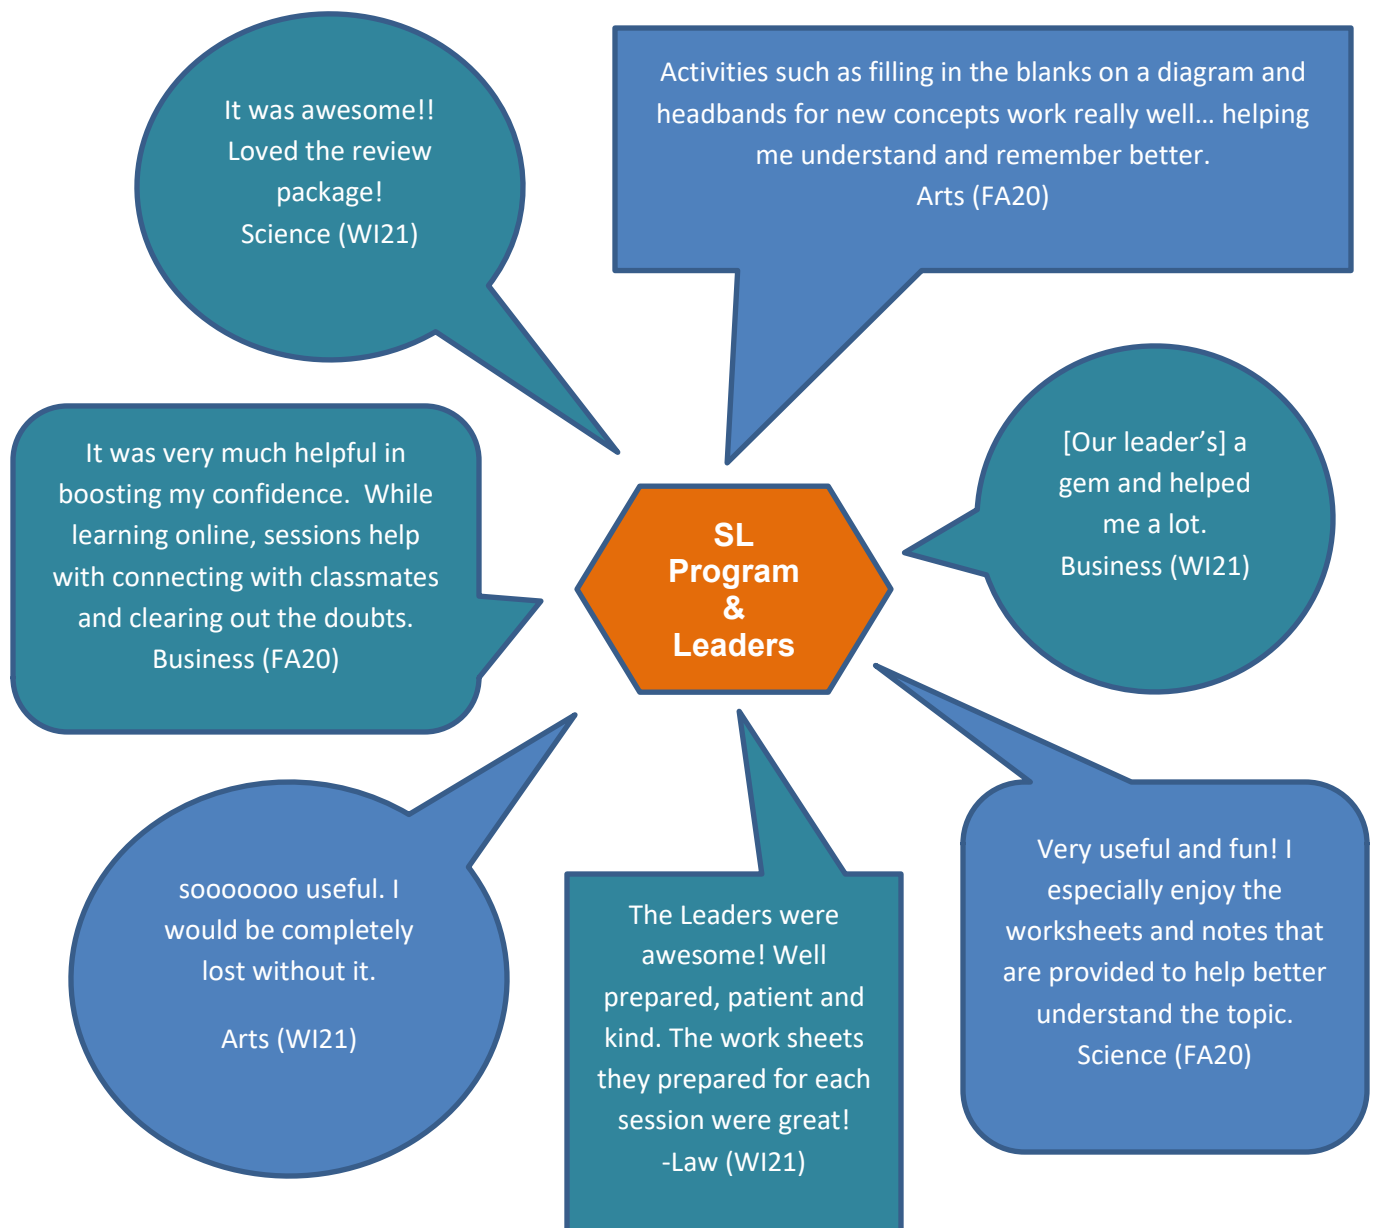 It was awesome!!
Loved the review
package!
Science (WI21)
Activities such as filling in the blanks on a diagram and
headbands for new concepts work really well… helping
me understand and remember better.
Arts (FA20)
It was very much helpful in
boosting my confidence.  While
learning online, sessions help
with connecting with classmates
and clearing out the doubts.
Business (FA20)
SL
Program
&
Leaders
[Our leader’s] a
gem and helped
me a lot.
Business (WI21)
sooooooo useful. I
would be completely
lost without it.
Arts (WI21)
The Leaders were
awesome! Well
prepared, patient and
kind. The work sheets
they prepared for each
session were great!
-Law (WI21)
Very useful and fun! I
especially enjoy the
worksheets and notes that
are provided to help better
understand the topic.
Science (FA20)